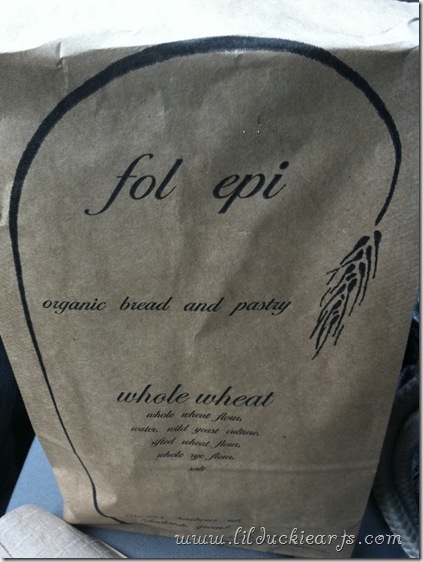 fol epi
organic bread and pastry
whole wheat
whole wheat flour,
water, wild yeast culture,
sifted wheat flour,
whole rye flour,
salt
www.lilduckiearts.com